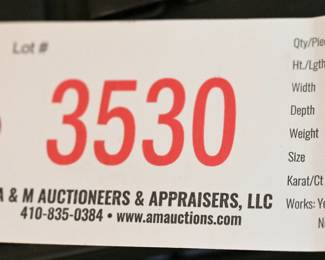 Lot #
3530
A & M AUCTIONEERS & APPRAISERS, LLC
410-835-0384 • www.amauctions.com
Qty/Pie
Ht./Lgth
Width
Depth
Weight
Size
Karat/Ct
Works: Ye
N